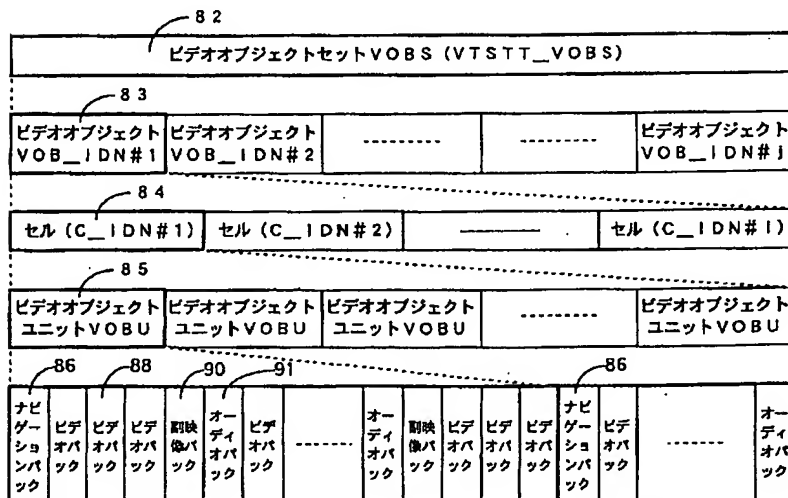 82
ビデオオブジェクトセットVOBS (VTSTT__VOBS)
83
ビデオオブジェクト
VOB__IDN#1
ビデオオブジェクト
VOB__IDN#2
ビデオオブジェクト
VOB__IDN#j
84
セル (C__IDN#1)
セル (C__IDN#2)
セル (C__IDN#l)
85
ビデオオブジェクト
ユニットVOBU
ビデオオブジェクト
ユニットVOBU
ビデオオブジェクト
ユニットVOBU
ビデオオブジェクト
ユニットVOBU
86
88
90
91
86
ナビゲーションパック
ビデオパック
ビデオパック
ビデオパック
副映像パック
オーディオパック
ビデオパック
オーディオパック
副映像パック
ビデオパック
ビデオパック
ビデオパック
ナビゲーションパック
ビデオパック
オーディオパック